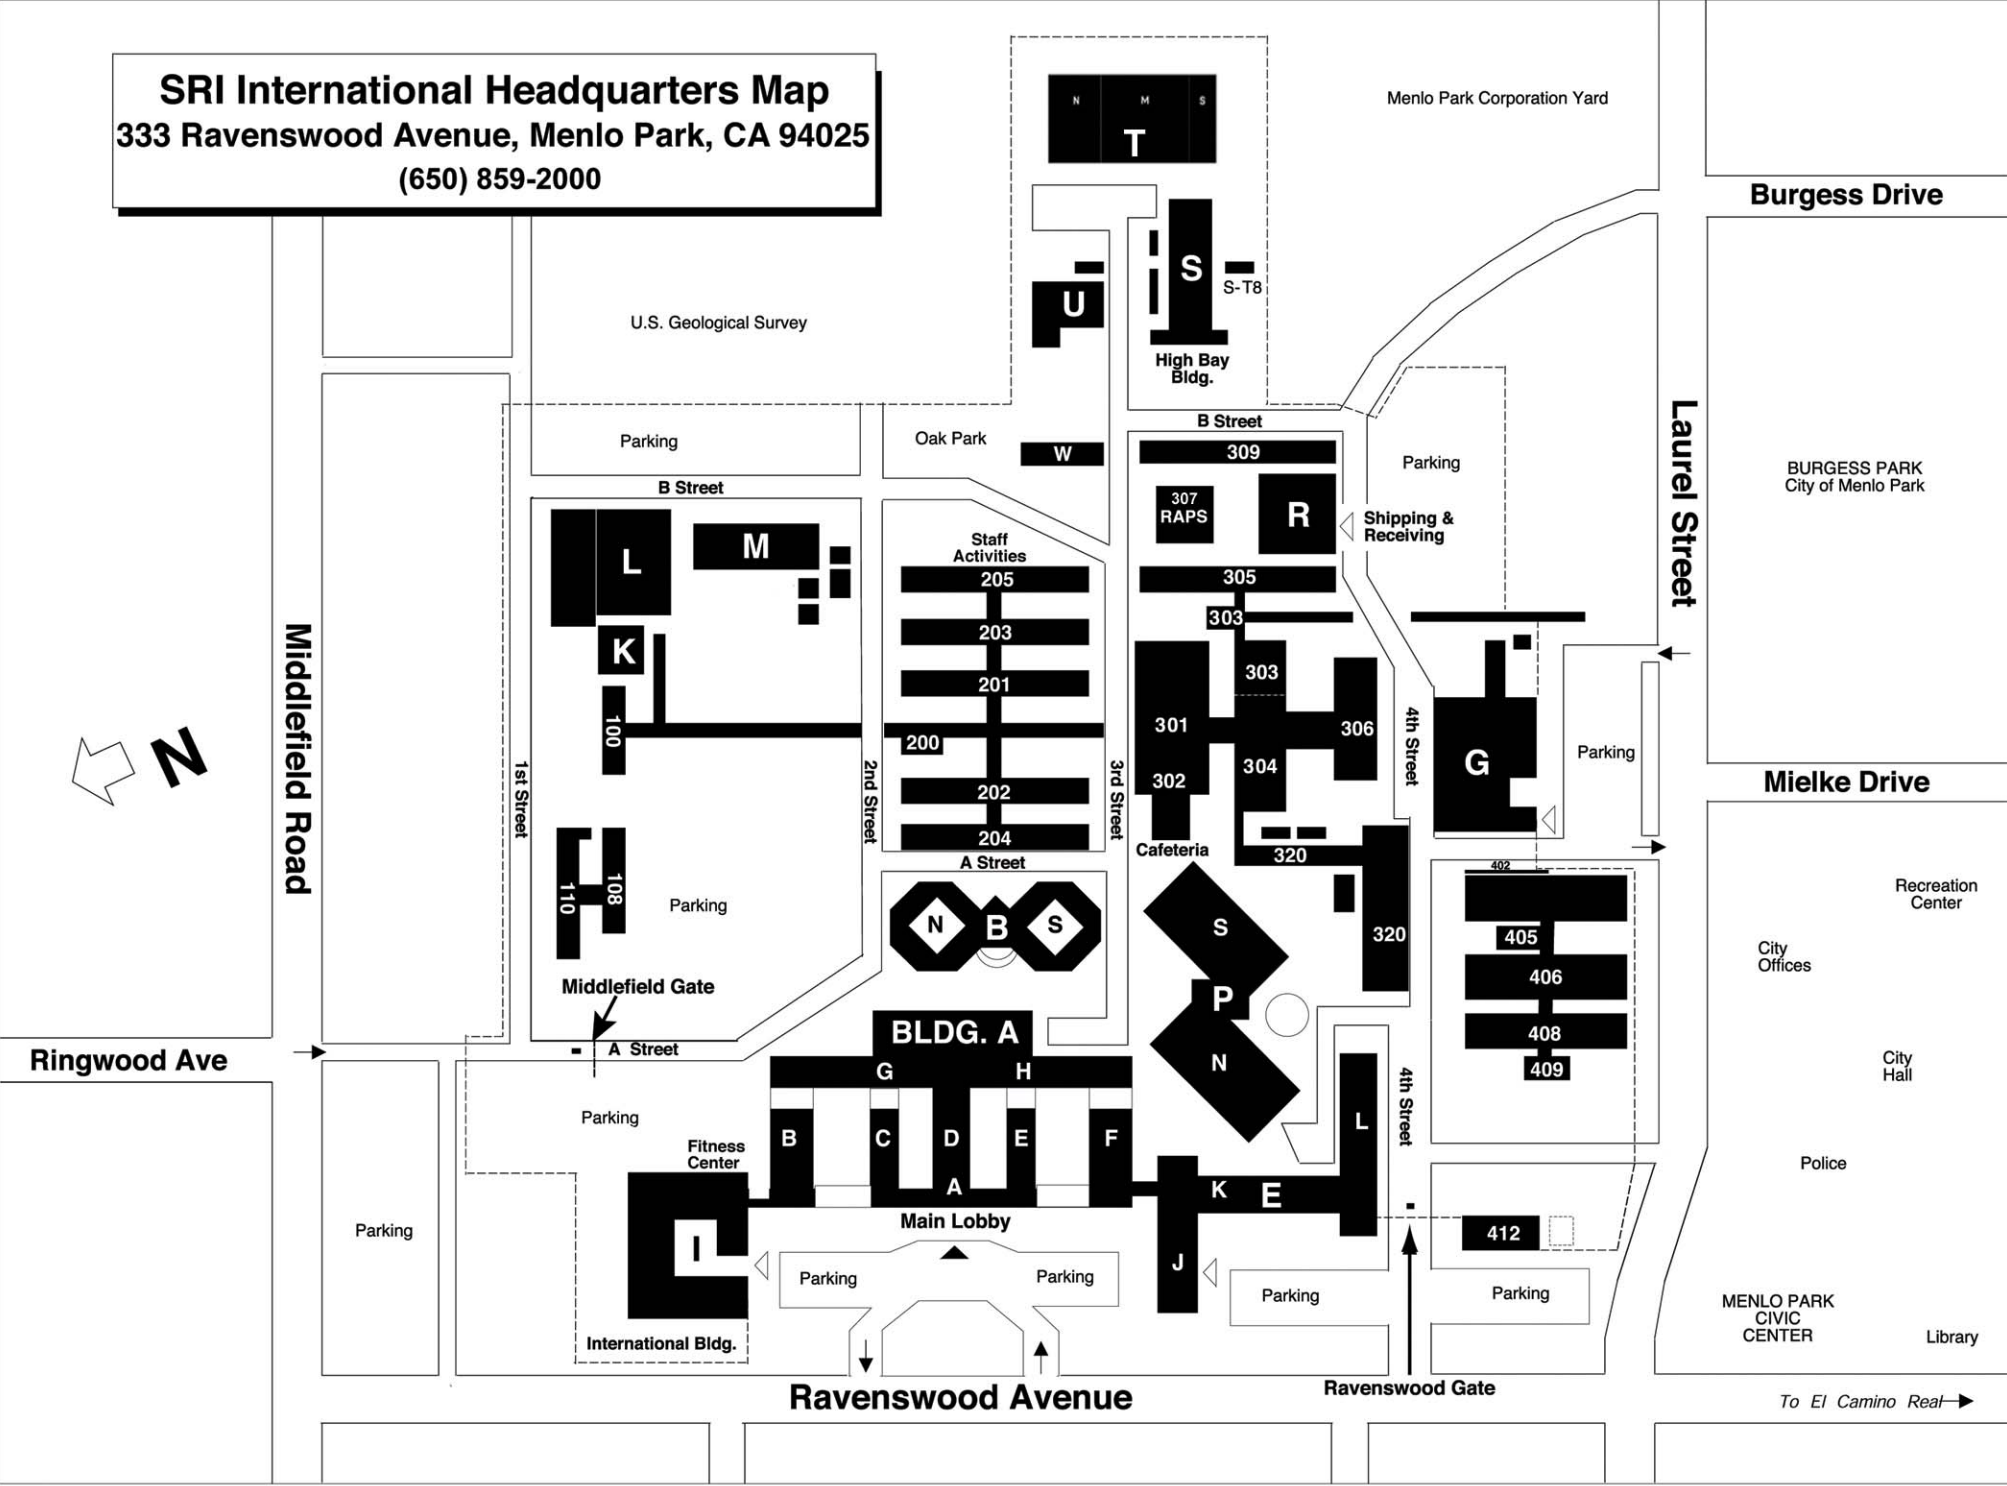 SRI International Headquarters Map
333 Ravenswood Avenue, Menlo Park, CA 94025
(650) 859-2000
N
M
S
T
Menlo Park Corporation Yard
Burgess Drive
S
S-T8
U
High Bay
Bldg.
U.S. Geological Survey
B Street
Parking
Oak Park
W
309
Parking
BURGESS PARK
City of Menlo Park
Laurel Street
B Street
307
RAPS
R
Shipping &
Receiving
L
M
Staff
Activities
205
305
303
K
203
303
201
100
200
301
306
302
304
4th Street
G
Parking
Mielke Drive
Middlefield Road
N
1st Street
2nd Street
3rd Street
202
204
Cafeteria
320
A Street
402
110
108
Parking
N
B
S
S
320
405
406
408
409
Recreation
Center
City
Offices
Middlefield Gate
P
BLDG. A
A Street
Ringwood Ave
G
H
N
4th Street
City
Hall
Parking
B
C
D
E
F
L
Fitness
Center
Police
A
K
E
Main Lobby
Parking
I
412
J
Parking
Parking
Parking
Parking
MENLO PARK
CIVIC
CENTER
Library
International Bldg.
Ravenswood Avenue
Ravenswood Gate
To El Camino Real